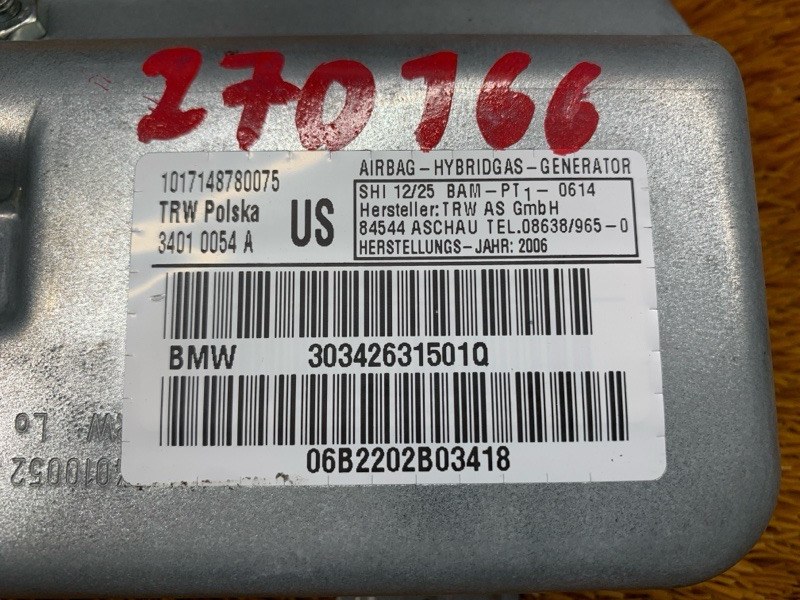 270166
1017148780075
TRW Polska
3401 0054 A
US
AIRBAG-HYBRIDGAS-GENERATOR
SHI 12/25 BAM-PT1-0614
Hersteller: TRW AS GmbH
84544 ASCHAU TEL.08638/965-0
HERSTELLUNGS-JAHR: 2006
BMW 30342631501Q
06B2202B03418